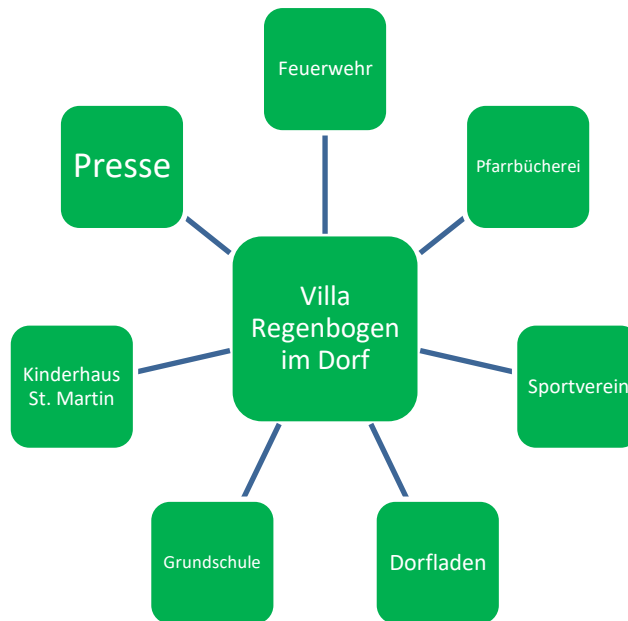 Feuerwehr
Presse
Pfarrbücherei
Villa
Regenbogen
im Dorf
Kinderhaus
St. Martin
Sportverein
Grundschule
Dorfladen